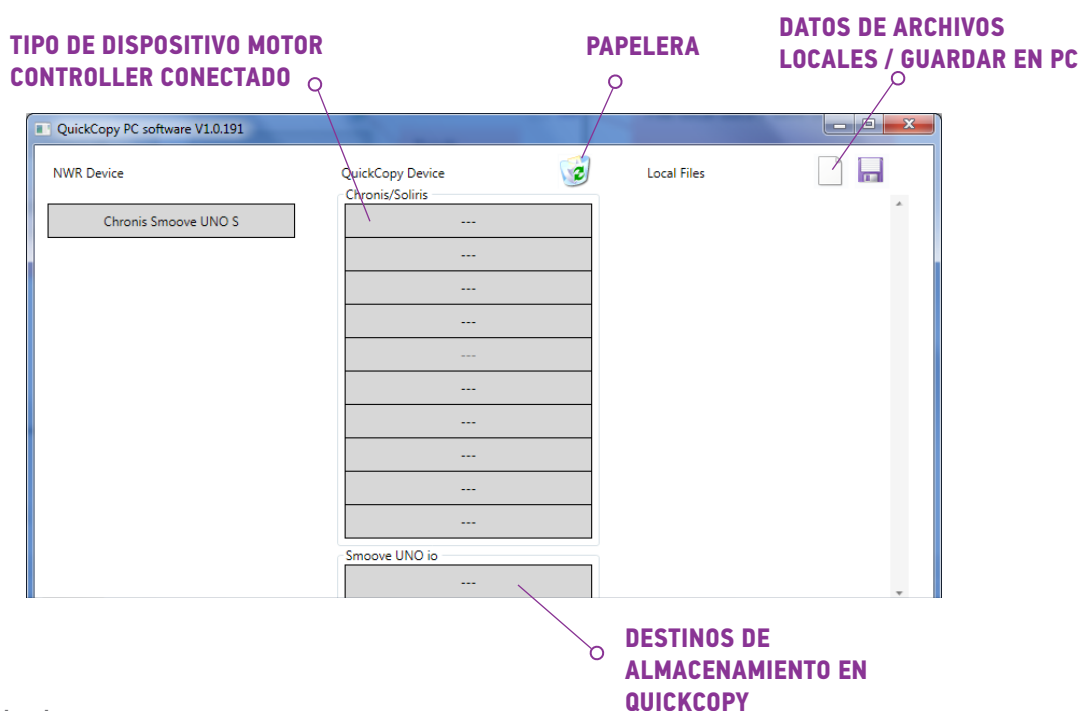 TIPO DE DISPOSITIVO MOTOR
CONTROLLER CONECTADO
PAPELERA
DATOS DE ARCHIVOS
LOCALES / GUARDAR EN PC
QuickCopy PC software V1.0.191
NWR Device
QuickCopy Device
Local Files
Chronis/Soliris
Chronis Smoove UNO S
---
---
---
---
---
---
---
---
---
---
Smoove UNO io
---
DESTINOS DE
ALMACENAMIENTO EN
QUICKCOPY